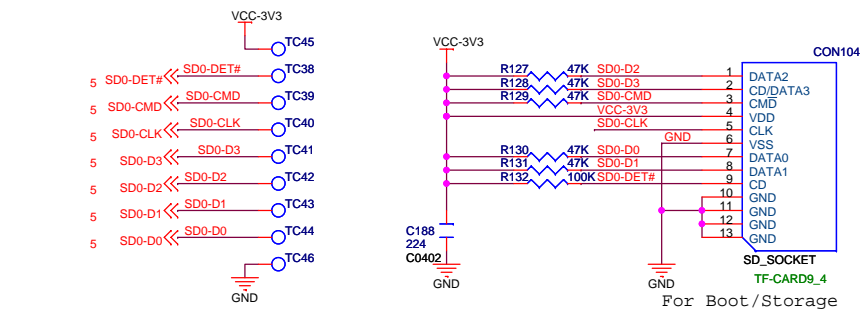 VCC-3V3
TC45
5 SD0-DET# SD0-DET# TC38
5 SD0-CMD SD0-CMD TC39
5 SD0-CLK SD0-CLK TC40
5 SD0-D3 SD0-D3 TC41
5 SD0-D2 SD0-D2 TC42
5 SD0-D1 SD0-D1 TC43
5 SD0-D0 SD0-D0 TC44
TC46
GND
VCC-3V3
CON104
R127 47K SD0-D2 1 DATA2
R128 47K SD0-D3 2 CD/DATA3
R129 47K SD0-CMD 3 CMD
VCC-3V3 4 VDD
SD0-CLK 5 CLK
GND 6 VSS
R130 47K SD0-D0 7 DATA0
R131 47K SD0-D1 8 DATA1
R132 100K SD0-DET# 9 CD
10 GND
11 GND
12 GND
13 GND
C188
224
C0402
GND
GND
SD_SOCKET
TF-CARD9_4
For Boot/Storage